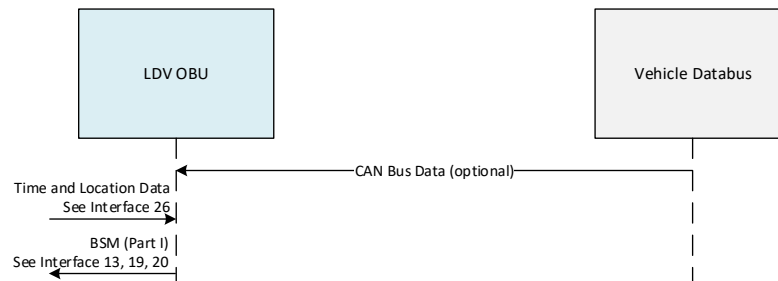 LDV OBU
Vehicle Databus
CAN Bus Data (optional)
Time and Location Data
See Interface 26
BSM (Part I)
See Interface 13, 19, 20